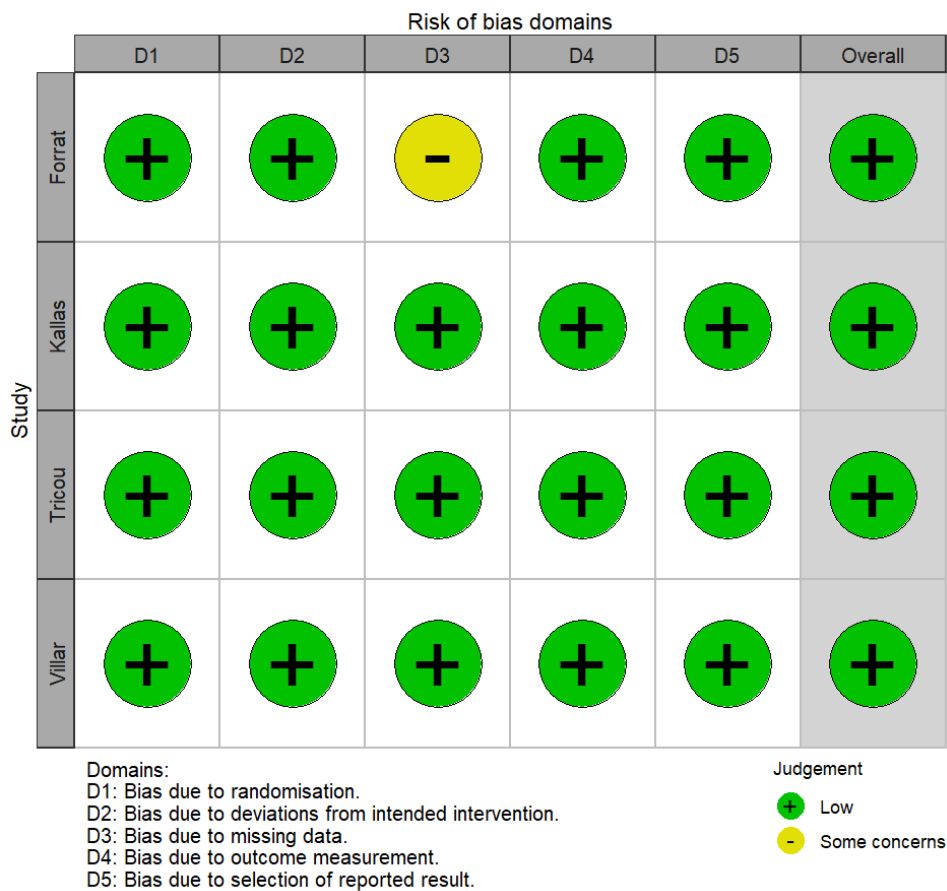 Risk of bias domains
D1 D2 D3 D4 D5 Overall
Study
Forrat + + - + + +
Kallas + + + + + +
Tricou + + + + + +
Villar + + + + + +
Domains:
D1: Bias due to randomisation.
D2: Bias due to deviations from intended intervention.
D3: Bias due to missing data.
D4: Bias due to outcome measurement.
D5: Bias due to selection of reported result.
Judgement
+ Low
- Some concerns